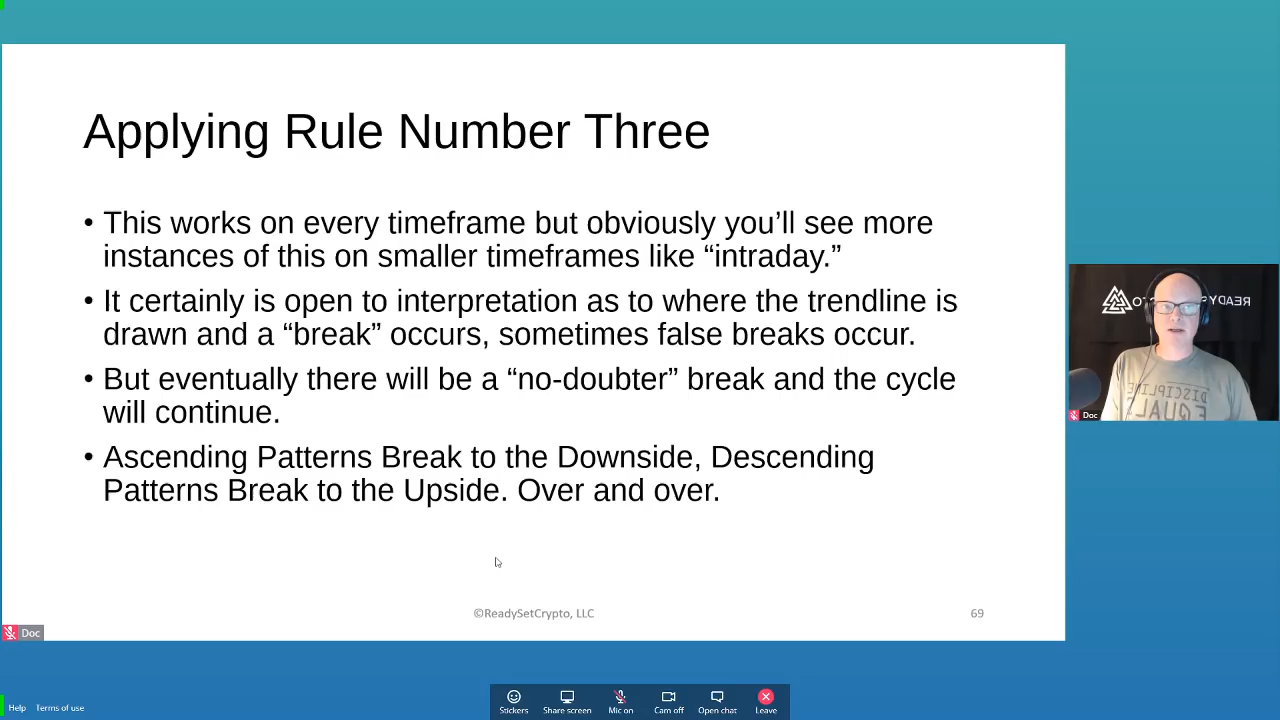 Applying Rule Number Three
• This works on every timeframe but obviously you’ll see more
instances of this on smaller timeframes like “intraday.”
• It certainly is open to interpretation as to where the trendline is
drawn and a “break” occurs, sometimes false breaks occur.
• But eventually there will be a “no-doubter” break and the cycle
will continue.
• Ascending Patterns Break to the Downside, Descending
Patterns Break to the Upside. Over and over.
©ReadySetCrypto, LLC
69
Doc
DISCIPLINE
EQUAL
Doc
Help
Terms of use
Stickers
Share screen
Mic on
Cam off
Open chat
Leave